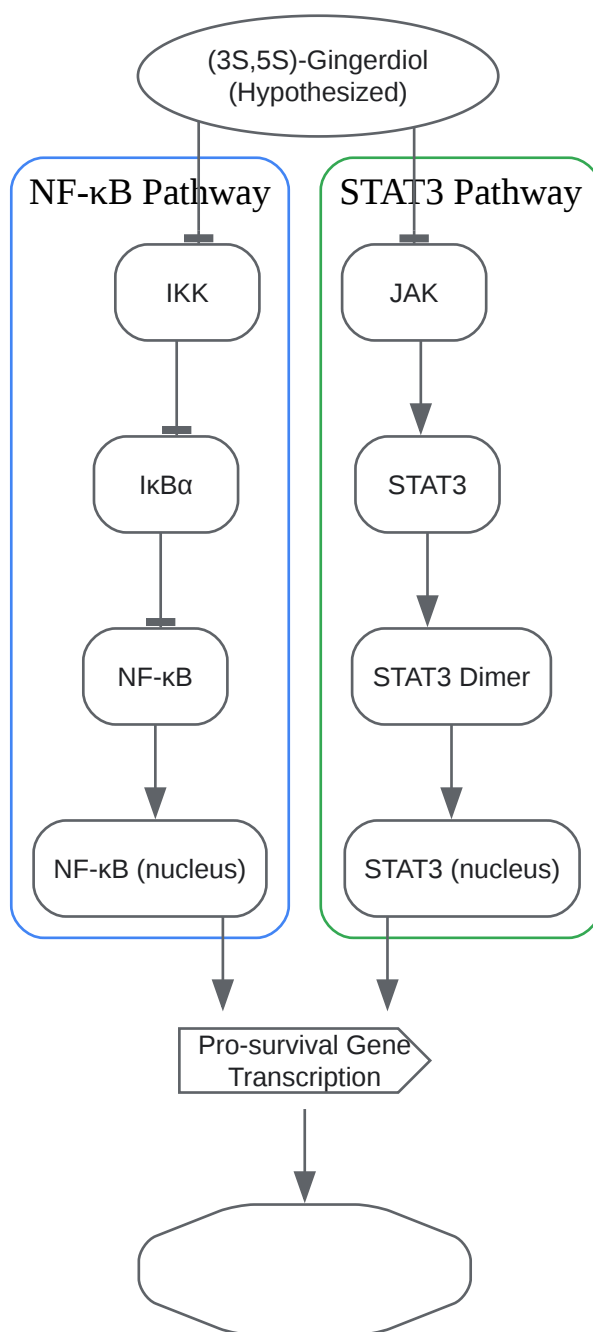 (3S,5S)-Gingerdiol
(Hypothesized)
NF-κB Pathway
STAT3 Pathway
IKK
JAK
IκBα
STAT3
NF-κB
STAT3 Dimer
NF-κB (nucleus)
STAT3 (nucleus)
Pro-survival Gene
Transcription